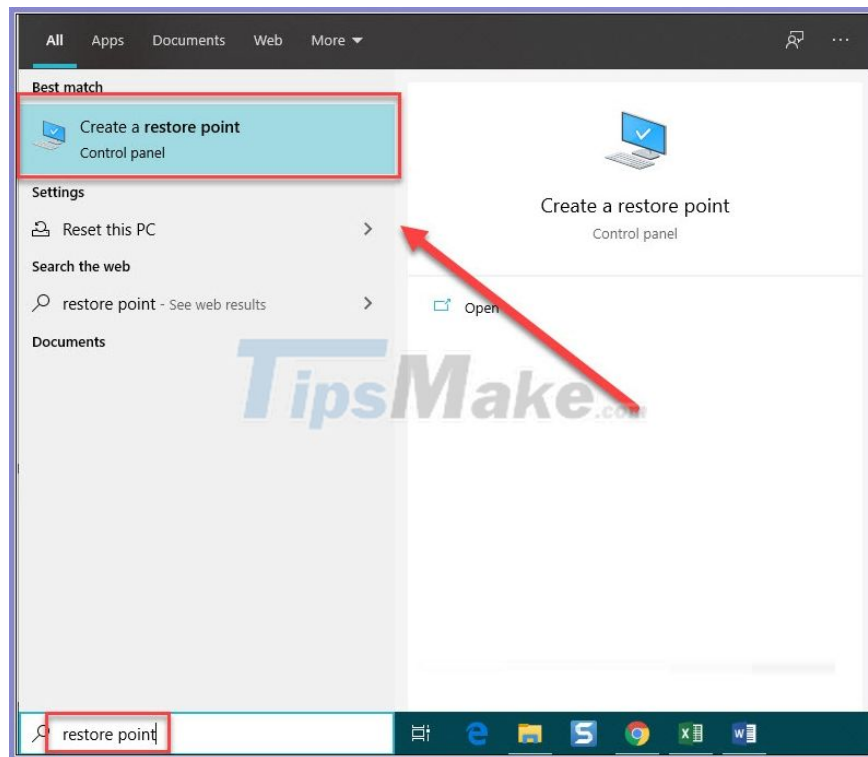 All Apps Documents Web More
Best match
Create a restore point
Control panel
Settings
Reset this PC
Search the web
restore point - See web results
Documents
Create a restore point
Control panel
Open
TipsMake.com
restore point